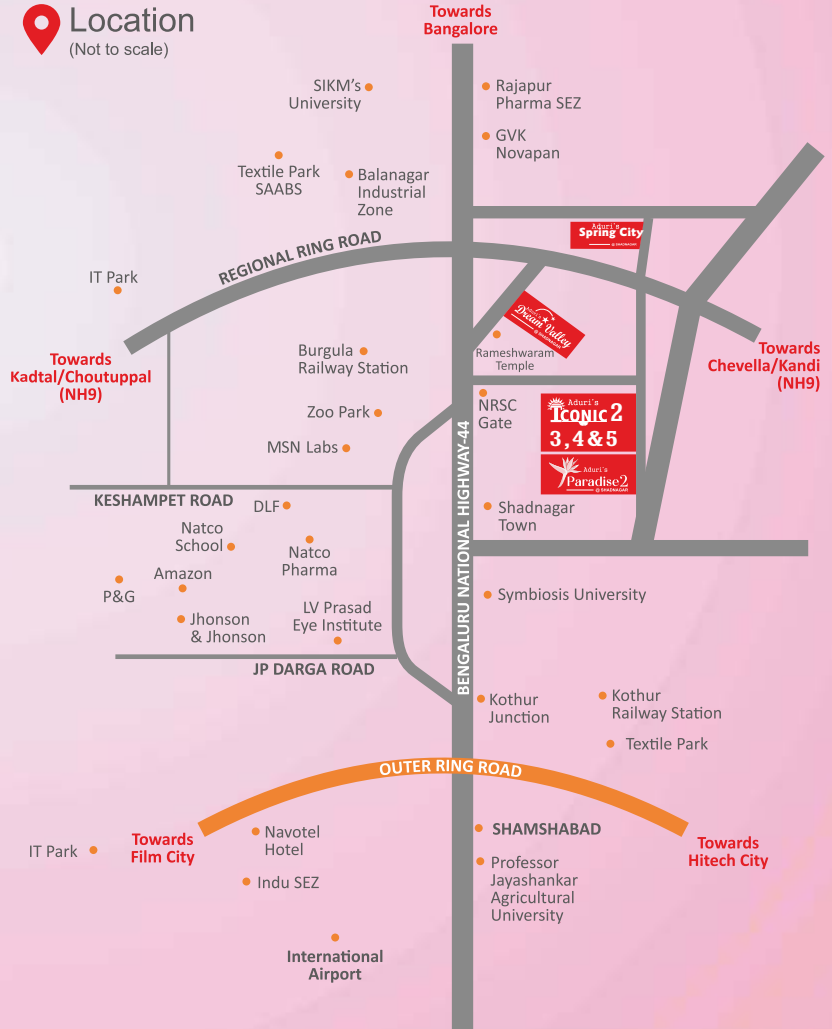 Location
(Not to scale)
Towards
Bangalore
SIKM's
University
Rajapur
Pharma SEZ
GVK
Novapan
Textile Park
SAABS
Balanagar
Industrial
Zone
Aduri's
Spring City
@ SHADNAGAR
REGIONAL RING ROAD
IT Park
Aduri's
Dream Valley
@ SHADNAGAR
Towards
Kadtal/Choutuppal
(NH9)
Burgula
Railway Station
Rameshwaram
Temple
Towards
Chevella/Kandi
(NH9)
Zoo Park
NRSC
Gate
Aduri's
ICONIC 2
3,4&5
MSN Labs
Aduri's
Paradise2
@ SHADNAGAR
BENGALURU NATIONAL HIGHWAY-44
KESHAMPET ROAD
DLF
Shadnagar
Town
Natco
School
Natco
Pharma
Amazon
P&G
Symbiosis University
Jhonson
& Jhonson
LV Prasad
Eye Institute
JP DARGA ROAD
Kothur
Junction
Kothur
Railway Station
Textile Park
OUTER RING ROAD
IT Park
Towards
Film City
Navotel
Hotel
SHAMSHABAD
Towards
Hitech City
Indu SEZ
Professor
Jayashankar
Agricultural
University
International
Airport